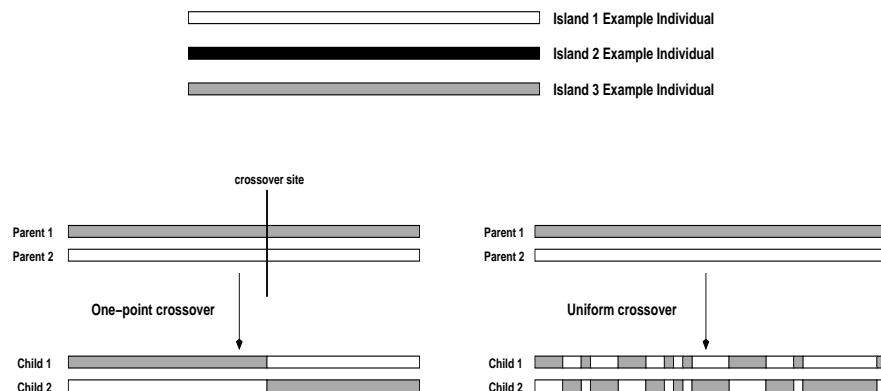 Island 1 Example Individual
Island 2 Example Individual
Island 3 Example Individual
crossover site
Parent 1
Parent 2
One−point crossover
Child 1
Child 2
Parent 1
Parent 2
Uniform crossover
Child 1
Child 2